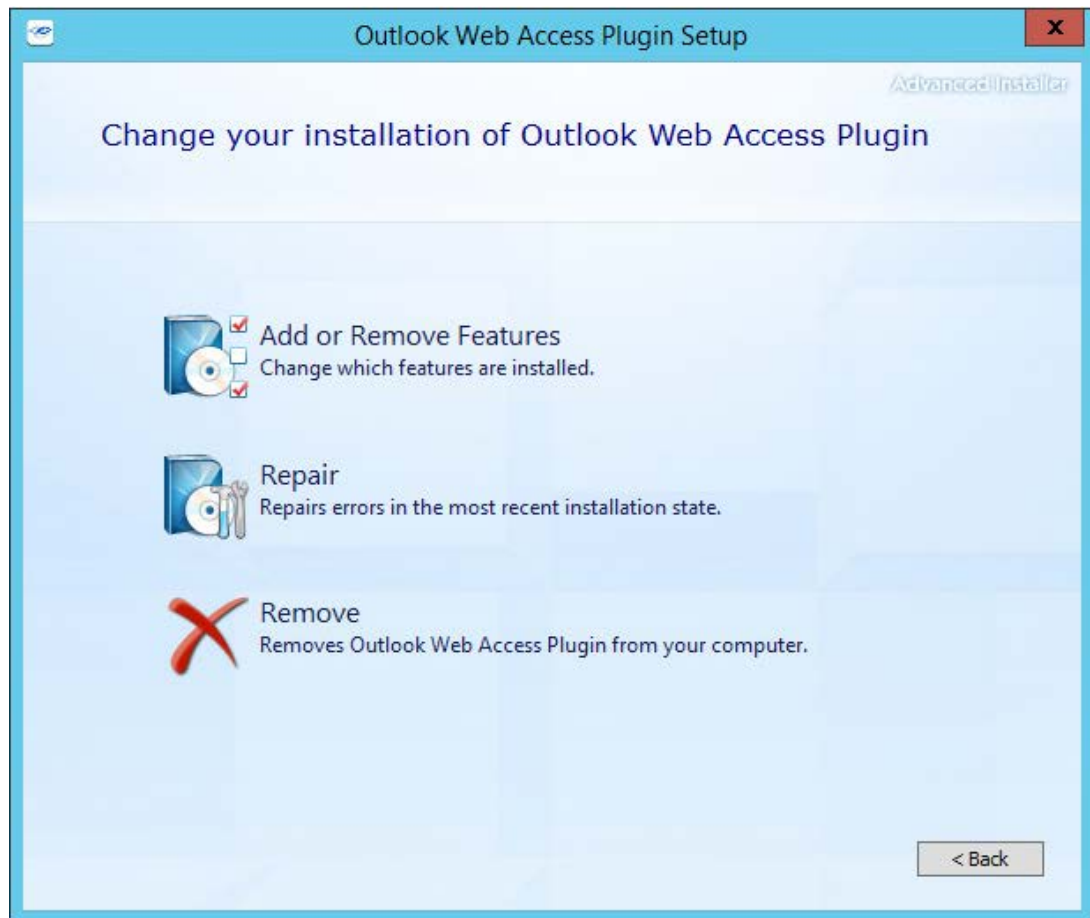 Outlook Web Access Plugin Setup
X
Advanced Installer
Change your installation of Outlook Web Access Plugin
Add or Remove Features
Change which features are installed.
Repair
Repairs errors in the most recent installation state.
Remove
Removes Outlook Web Access Plugin from your computer.
< Back